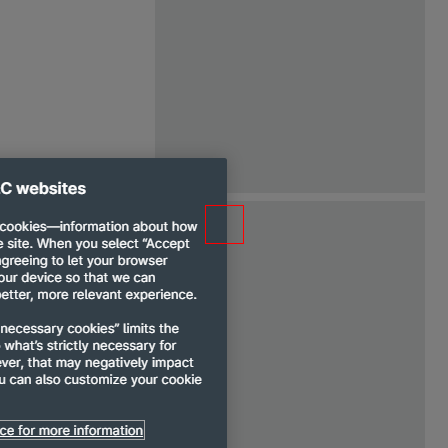 C websites
cookies—information about how
site. When you select “Accept
greeing to let your browser
our device so that we can
etter, more relevant experience.
necessary cookies” limits the
what’s strictly necessary for
ver, that may negatively impact
u can also customize your cookie
ce for more information